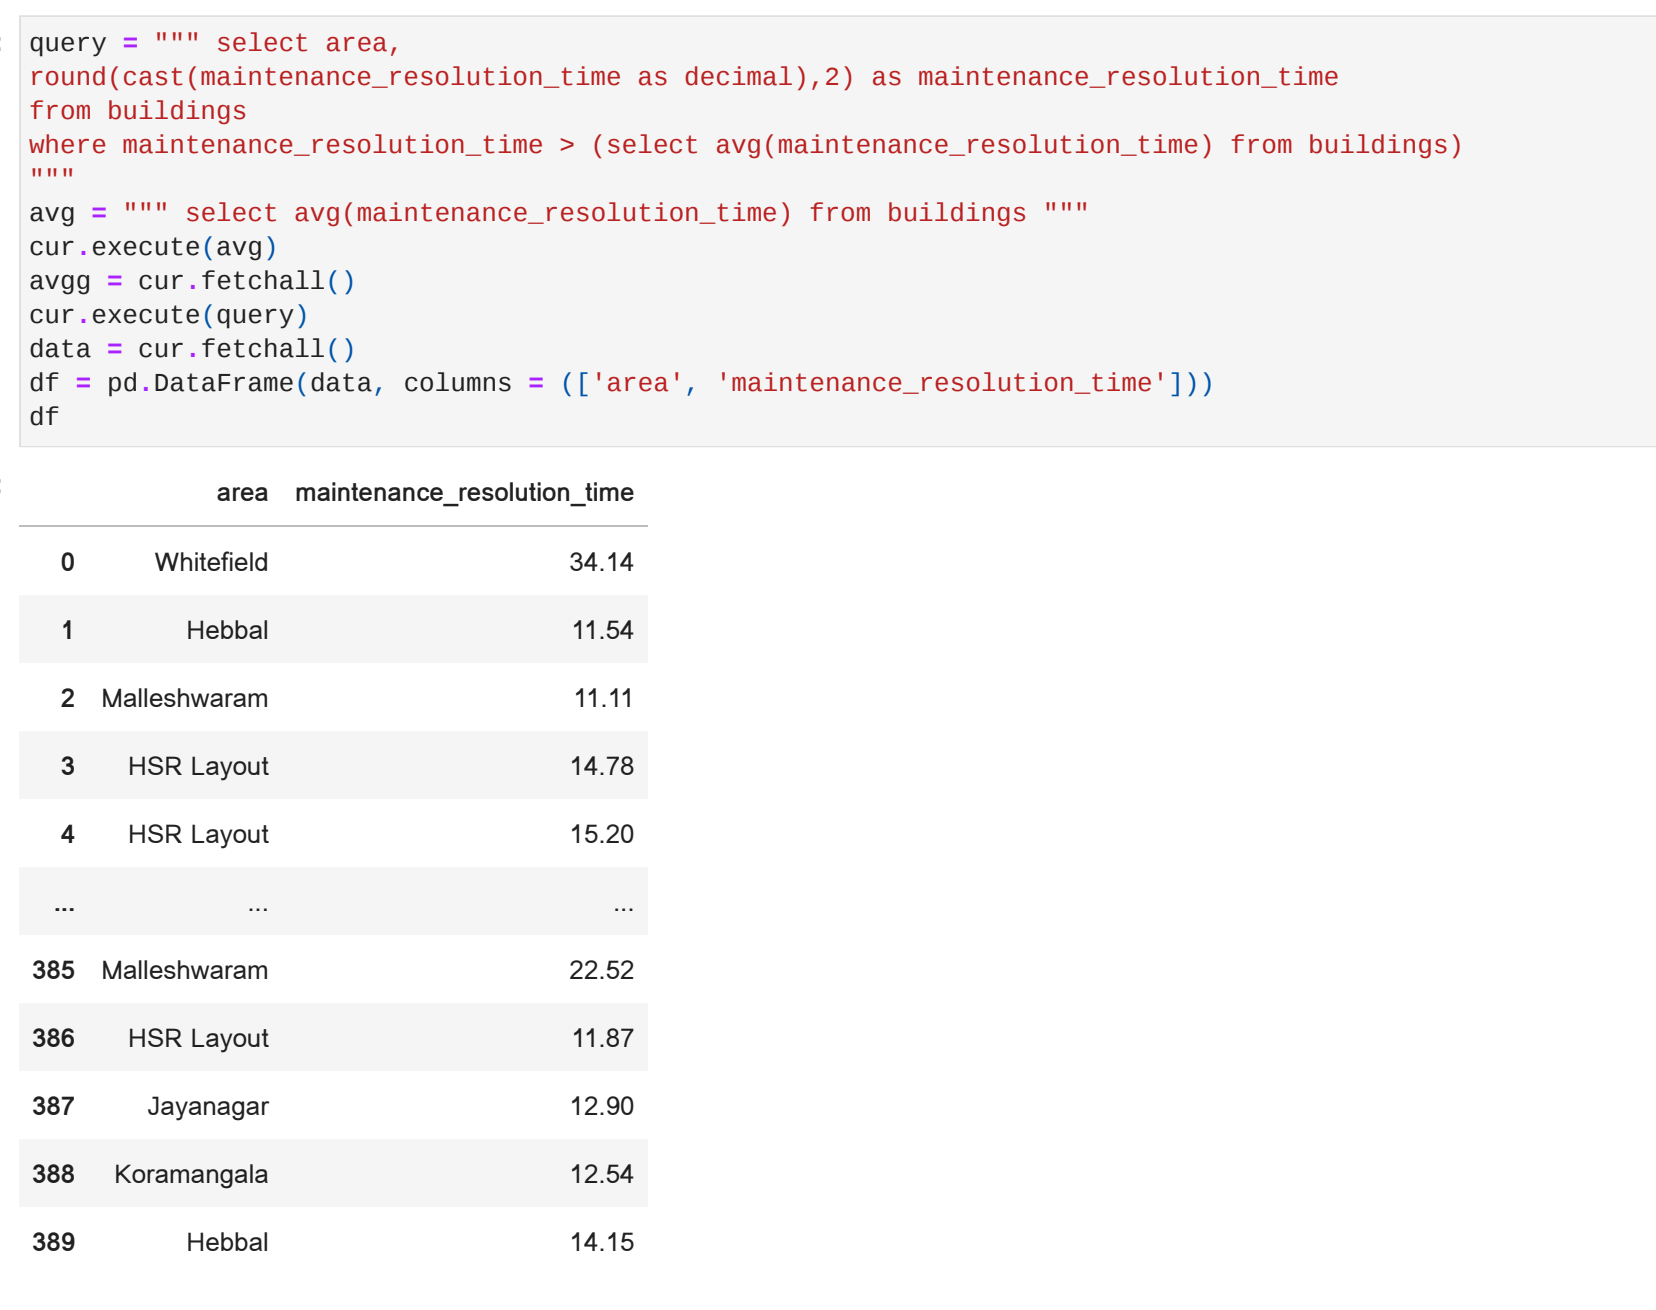 query = """ select area,
round(cast(maintenance_resolution_time as decimal),2) as maintenance_resolution_time
from buildings
where maintenance_resolution_time > (select avg(maintenance_resolution_time) from buildings)
"""
avg = """ select avg(maintenance_resolution_time) from buildings """
cur.execute(avg)
avgg = cur.fetchall()
cur.execute(query)
data = cur.fetchall()
df = pd.DataFrame(data, columns = (['area', 'maintenance_resolution_time']))
df
area maintenance_resolution_time
0 Whitefield 34.14
1 Hebbal 11.54
2 Malleshwaram 11.11
3 HSR Layout 14.78
4 HSR Layout 15.20
... ... ...
385 Malleshwaram 22.52
386 HSR Layout 11.87
387 Jayanagar 12.90
388 Koramangala 12.54
389 Hebbal 14.15